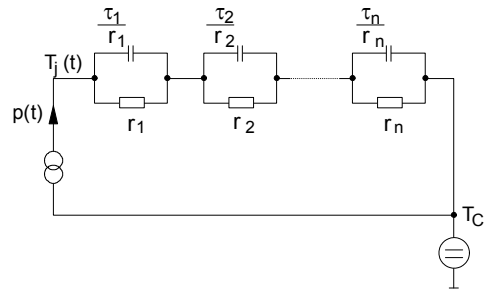 τ1/r1
τ2/r2
τn/rn
Tj (t)
r1
r2
rn
p(t)
TC